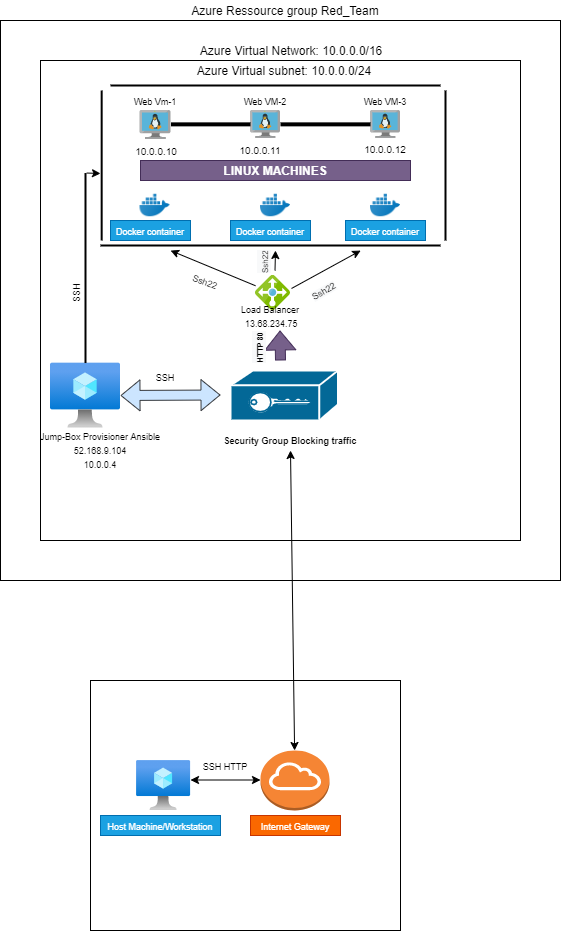 Azure Ressource group Red_Team
Azure Virtual Network: 10.0.0.0/16
Azure Virtual subnet: 10.0.0.0/24
Web Vm-1
Web VM-2
Web VM-3
10.0.0.10
10.0.0.11
10.0.0.12
LINUX MACHINES
Docker container
Docker container
Docker container
Ssh22
Ssh22
Ssh22
SSH
Load Balancer
13.68.234.75
HTTP 80
SSH
Jump-Box Provisioner Ansible
52.168.9.104
10.0.0.4
Security Group Blocking traffic
SSH HTTP
Host Machine/Workstation
Internet Gateway